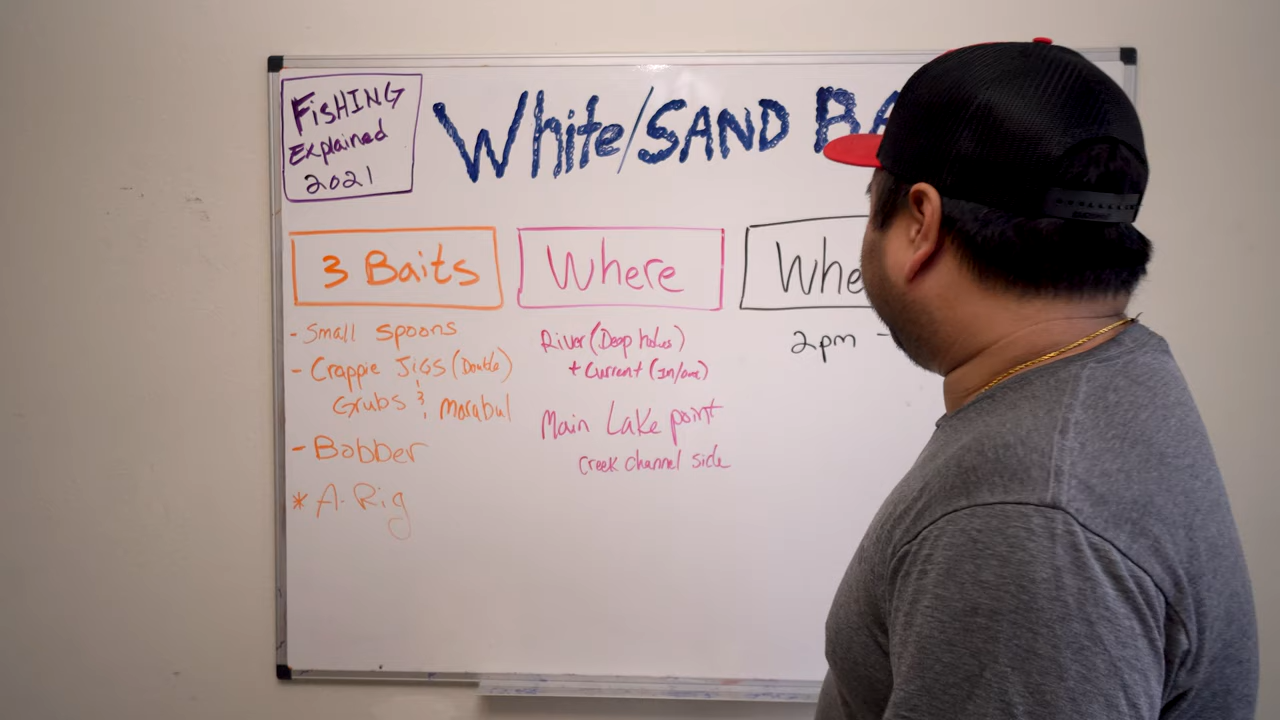 FisHING
Explained
2021
White/SAND BA
3 Baits
- Small spoons
- Crappie JIGS (Double)
Grubs & Marabul
- Bobber
* A. Rig
Where
River (Deep holes)
+ Current (In/out)
Main Lake point
Creek channel side
Whe
2pm -